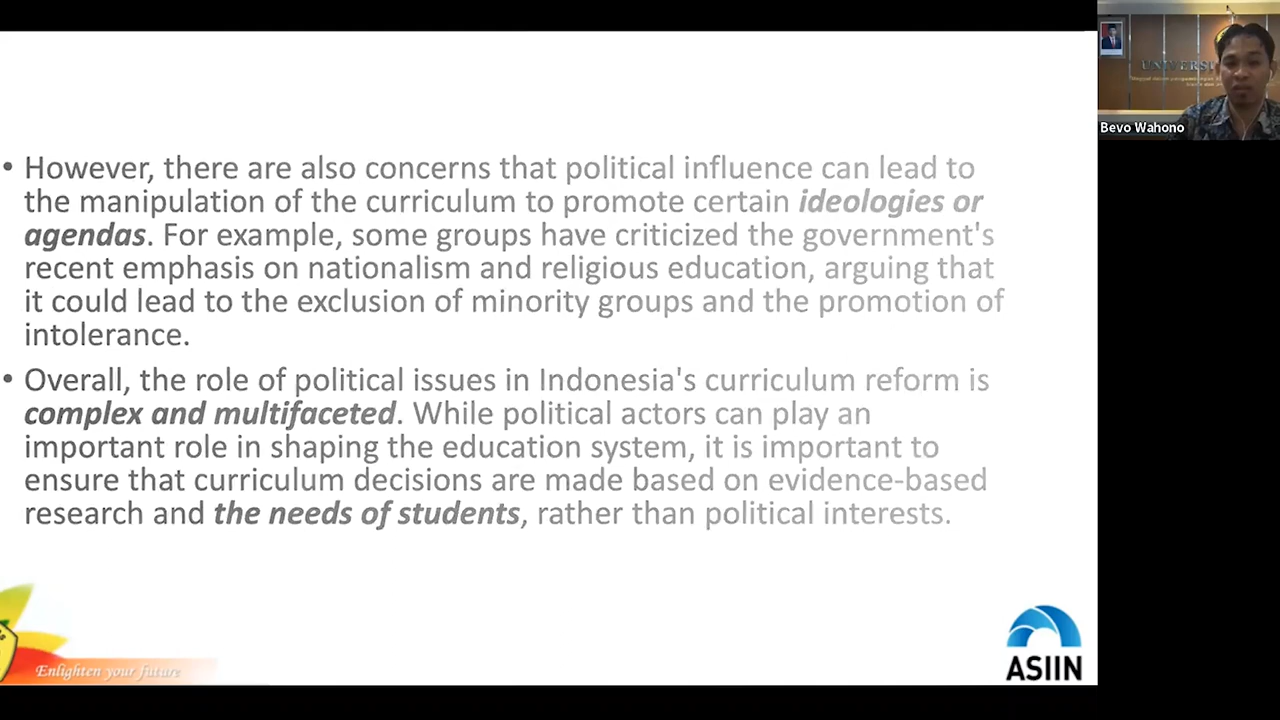 • However, there are also concerns that political influence can lead to
the manipulation of the curriculum to promote certain ideologies or
agendas. For example, some groups have criticized the government's
recent emphasis on nationalism and religious education, arguing that
it could lead to the exclusion of minority groups and the promotion of
intolerance.
• Overall, the role of political issues in Indonesia's curriculum reform is
complex and multifaceted. While political actors can play an
important role in shaping the education system, it is important to
ensure that curriculum decisions are made based on evidence-based
research and the needs of students, rather than political interests.
Enlighten your future
ASIIN
Bevo Wahono